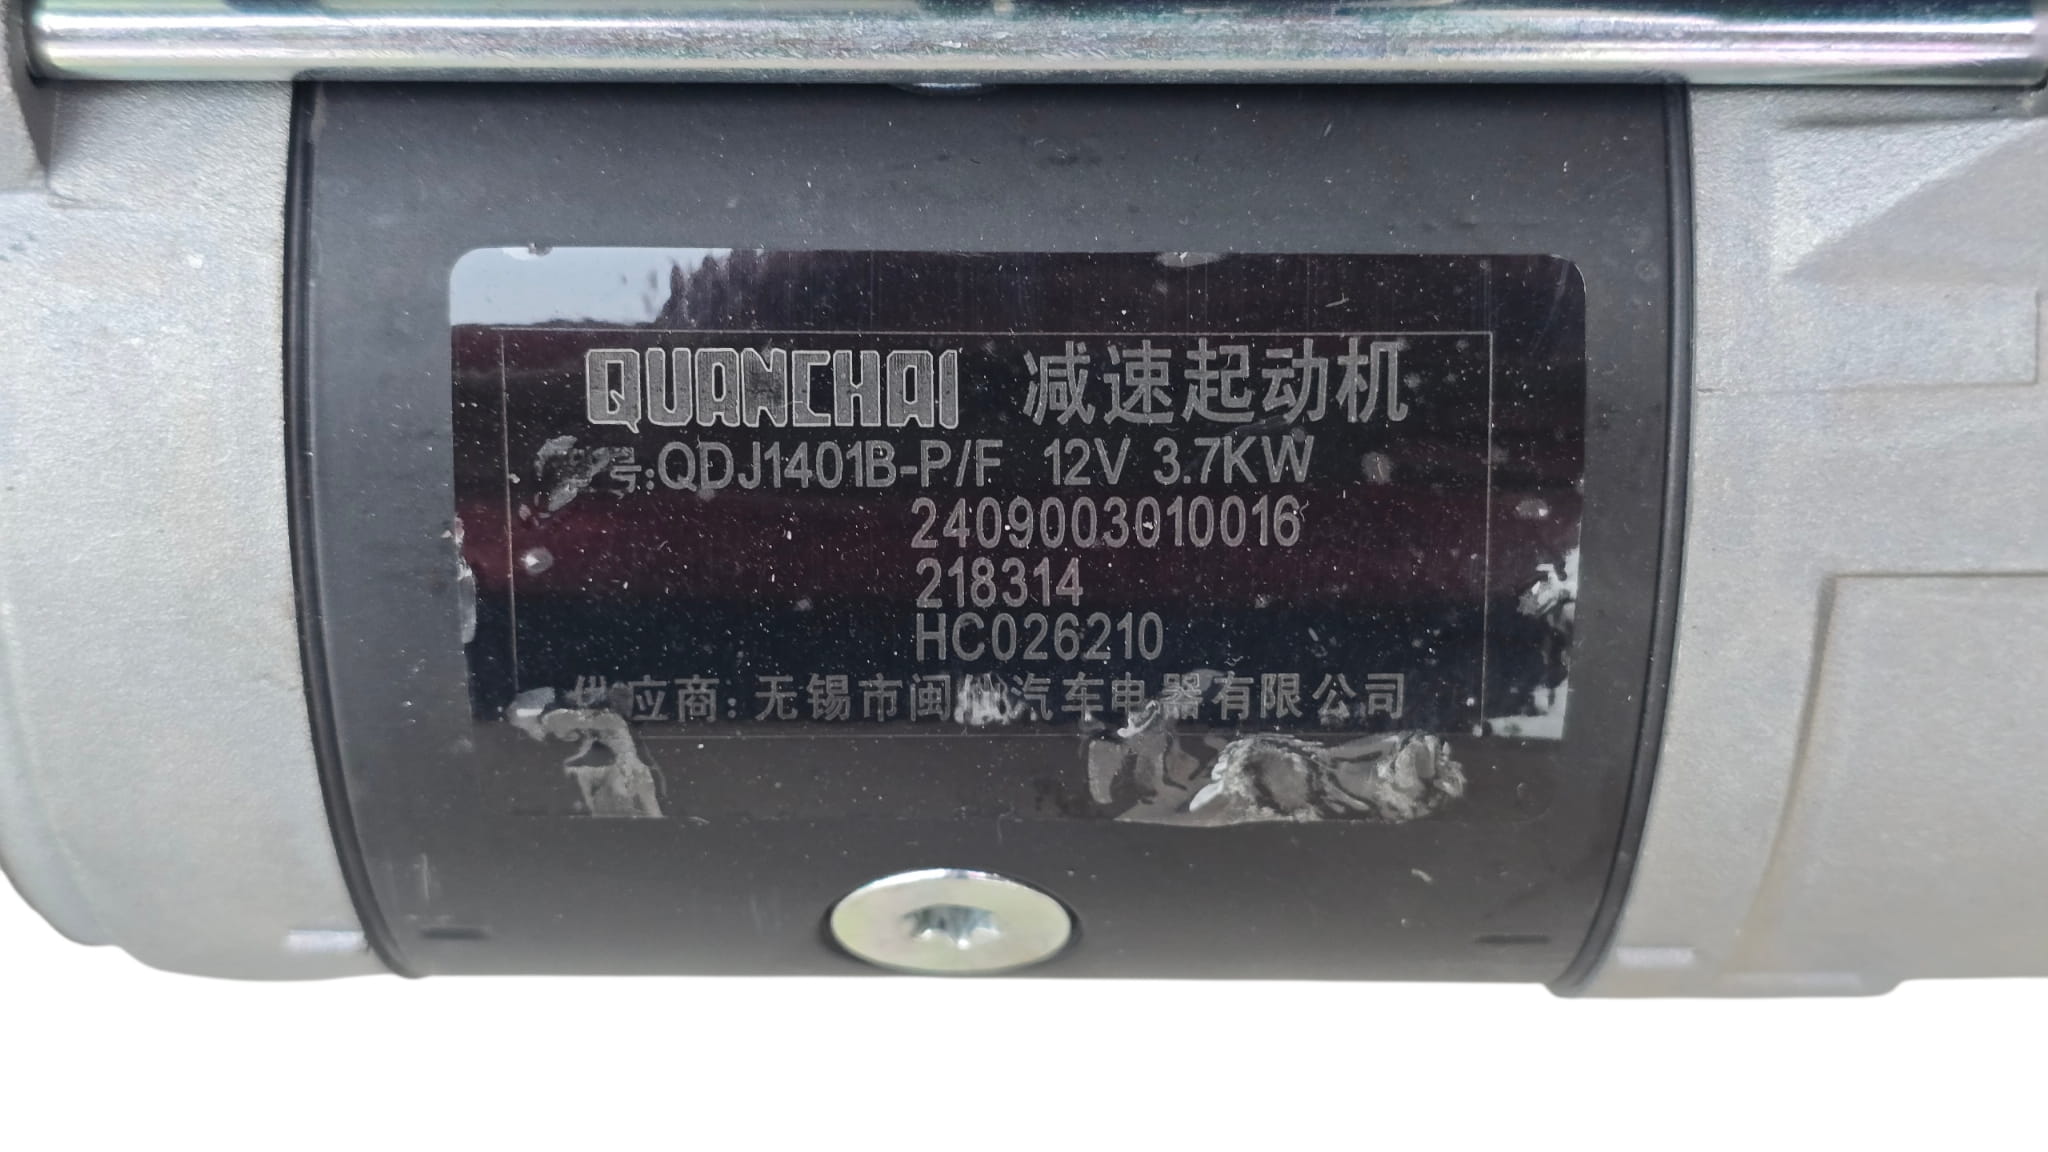 QUANCHAI 减速起动机
号:QDJ1401B-P/F 12V 3.7KW
2409003010016
218314
HC026210
供应商: 无锡市闽 汽车电器有限公司